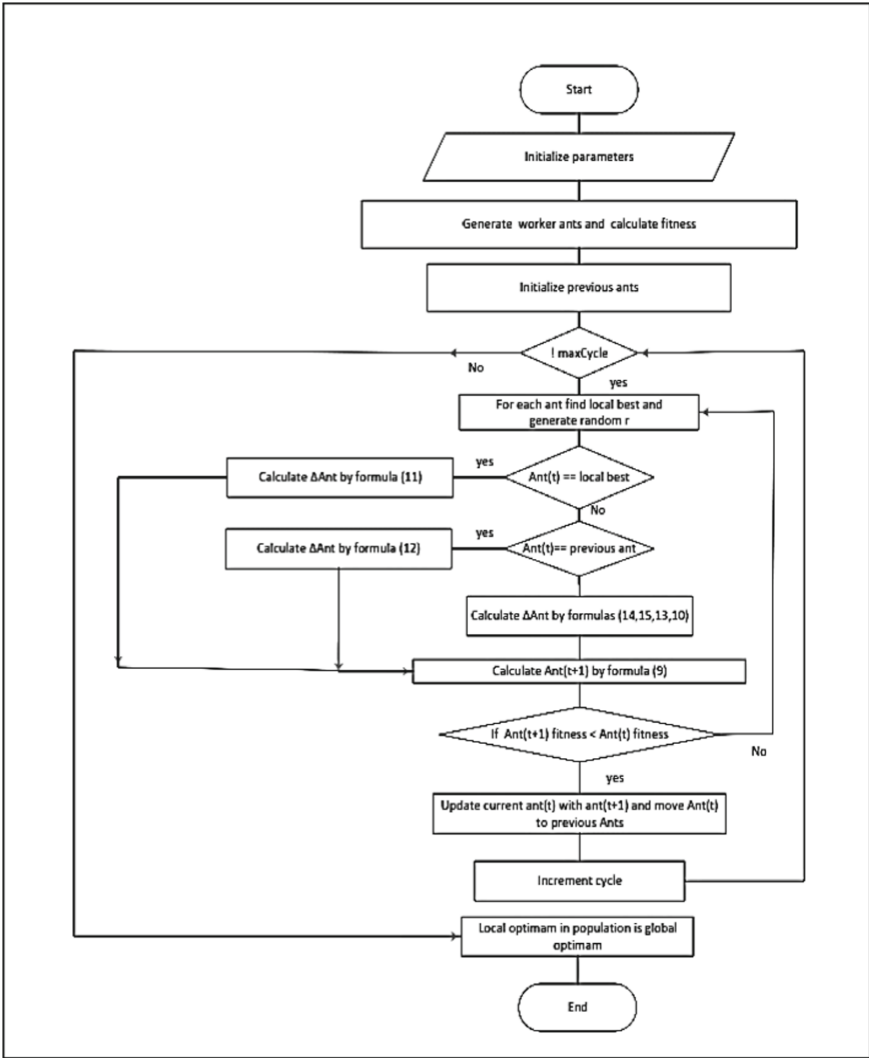 Start
Initialize parameters
Generate worker ants and calculate fitness
Initialize previous ants
! maxCycle
No
yes
For each ant find local best and
generate random r
yes
Calculate ΔAnt by formula (11)
Ant(t) == local best
No
yes
Calculate ΔAnt by formula (12)
Ant(t)== previous ant
Calculate ΔAnt by formulas (14,15,13,10)
Calculate Ant(t+1) by formula (9)
If Ant(t+1) fitness < Ant(t) fitness
No
yes
Update current ant(t) with ant(t+1) and move Ant(t)
to previous Ants
Increment cycle
Local optimam in population is global
optimam
End